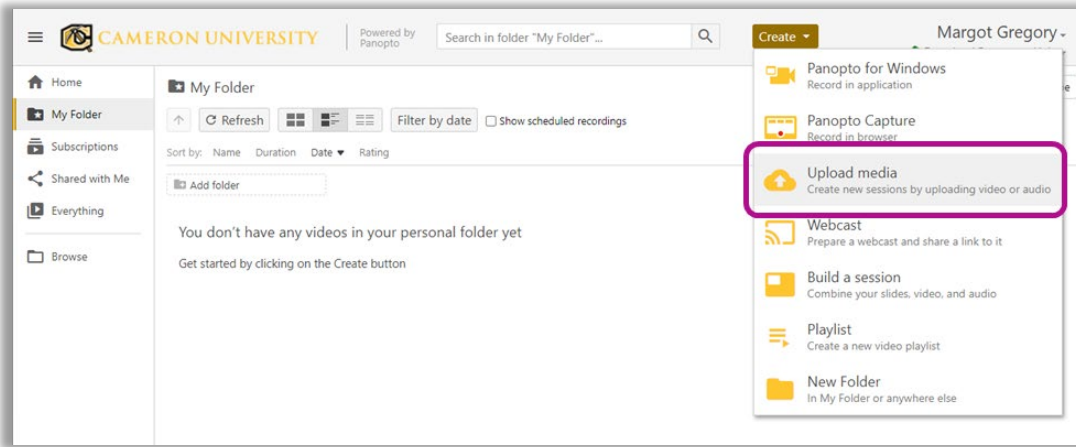 CAMERON UNIVERSITY
Powered by
Panopto
Search in folder "My Folder"...
Create
Margot Gregory
Home
My Folder
Subscriptions
Shared with Me
Everything
Browse
My Folder
Refresh
Filter by date
Show scheduled recordings
Sort by: Name Duration Date Rating
Add folder
You don't have any videos in your personal folder yet
Get started by clicking on the Create button
Panopto for Windows
Record in application
Panopto Capture
Record in browser
Upload media
Create new sessions by uploading video or audio
Webcast
Prepare a webcast and share a link to it
Build a session
Combine your slides, video, and audio
Playlist
Create a new video playlist
New Folder
In My Folder or anywhere else